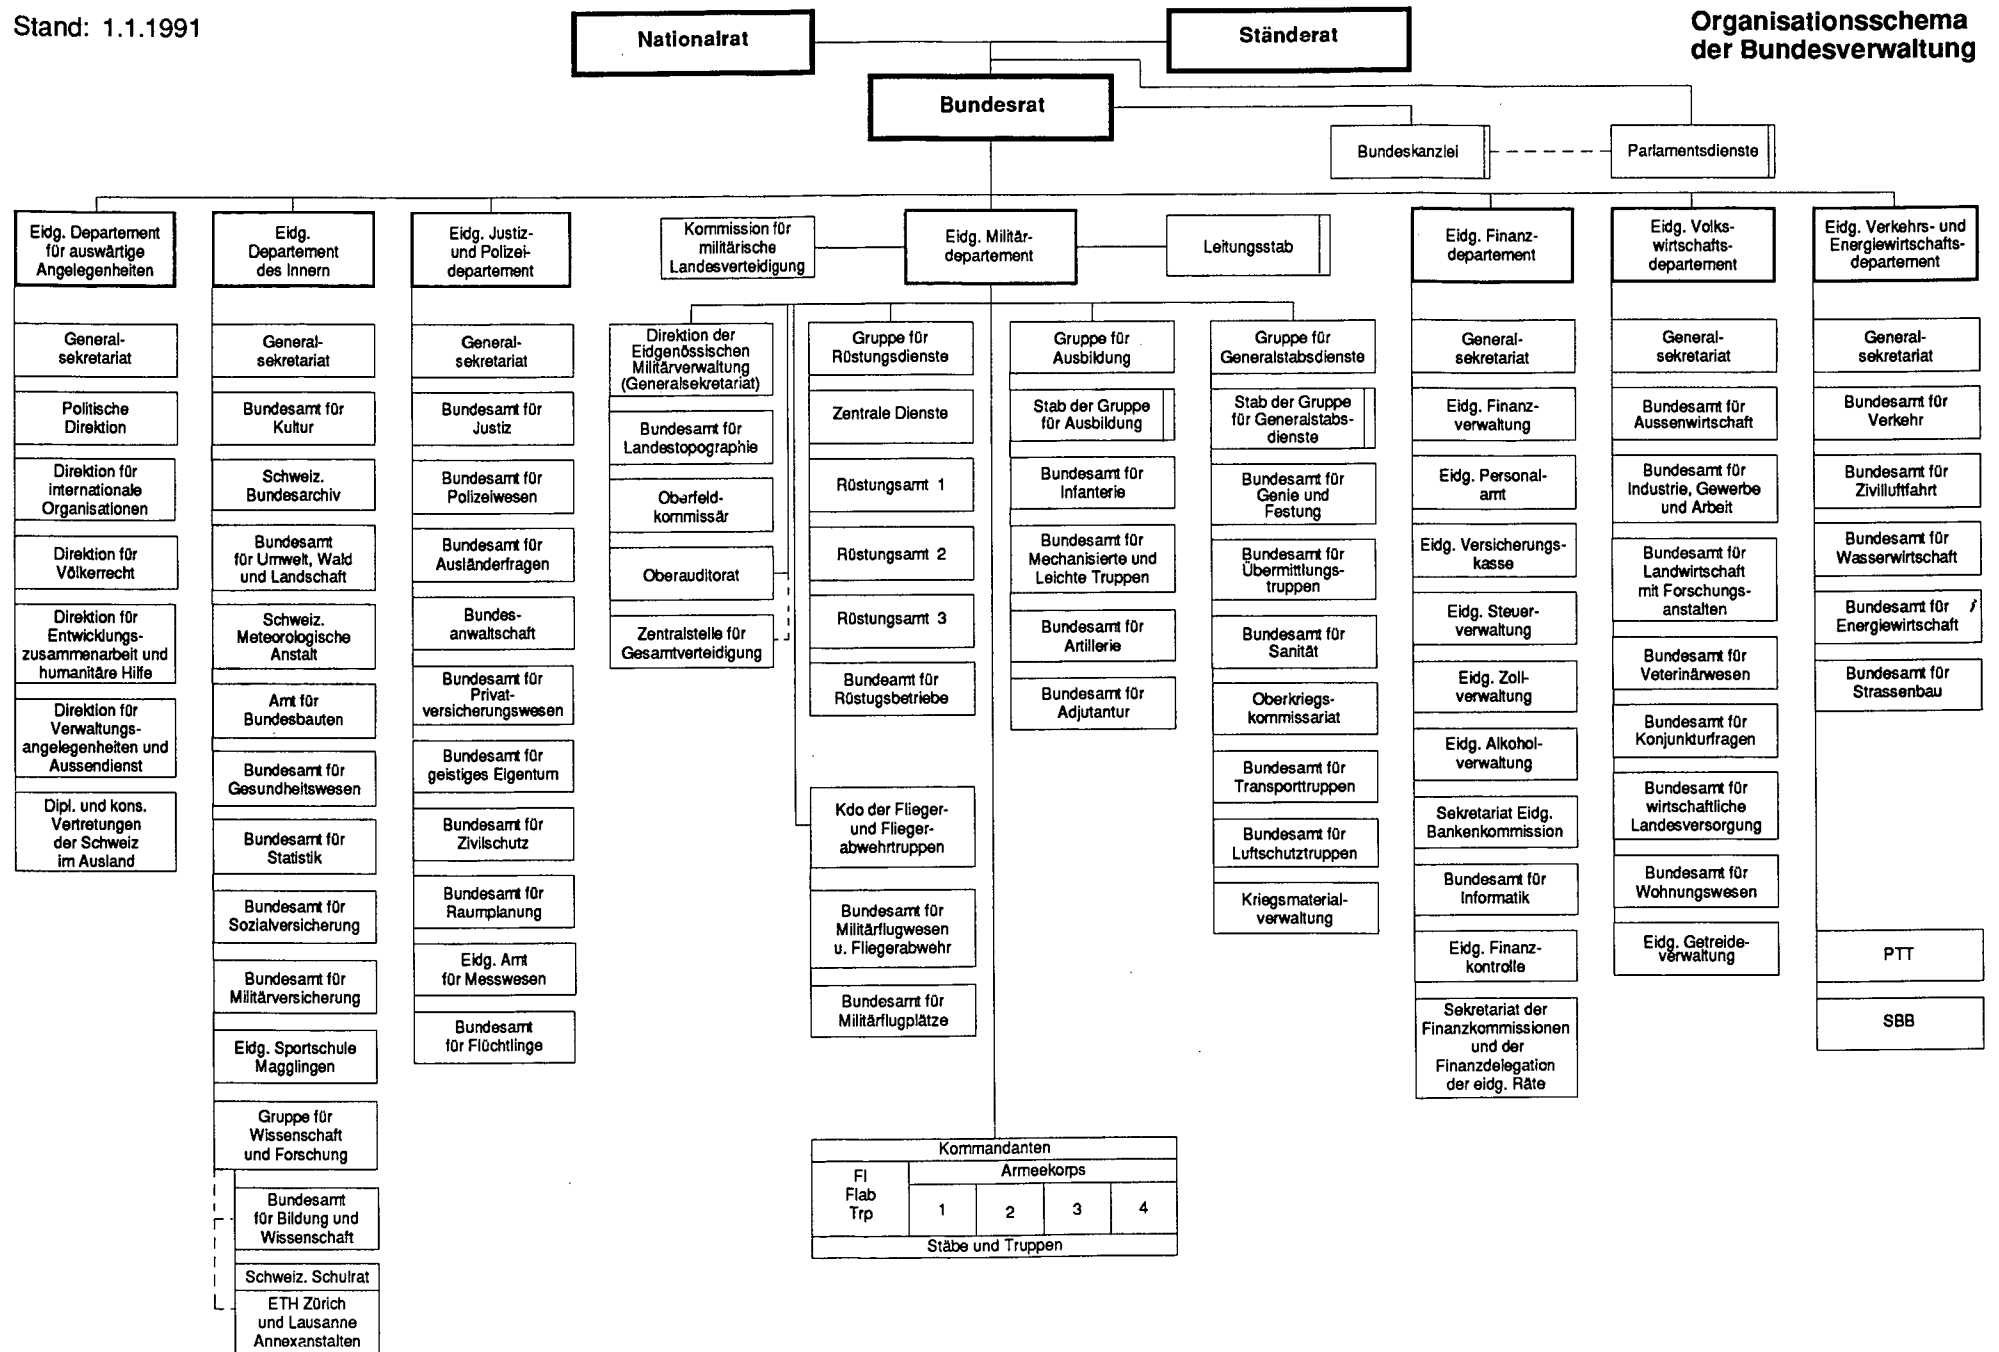 Stand: 1.1.1991
Organisationsschema
der Bundesverwaltung
Nationalrat
Ständerat
Bundesrat
Bundeskanzlei
Parlamentsdienste
Eidg. Departement
für auswärtige
Angelegenheiten
Eidg.
Departement
des Innern
Eidg. Justiz-
und Polizei-
departement
Kommission für
militärische
Landesverteidigung
Eidg. Militär-
departement
Leitungsstab
Eidg. Finanz-
departement
Eidg. Volks-
wirtschafts-
departement
Eidg. Verkehrs- und
Energiewirtschafts-
departement
General-
sekretariat
Politische
Direktion
Direktion für
internationale
Organisationen
Direktion für
Völkerrecht
Direktion für
Entwicklungs-
zusammenarbeit und
humanitäre Hilfe
Direktion für
Verwaltungs-
angelegenheiten und
Aussendienst
Dipl. und kons.
Vertretungen
der Schweiz
im Ausland
General-
sekretariat
Bundesamt für
Kultur
Schweiz.
Bundesarchiv
Bundesamt
für Umwelt, Wald
und Landschaft
Schweiz.
Meteorologische
Anstalt
Amt für
Bundesbauten
Bundesamt für
Gesundheitswesen
Bundesamt für
Statistik
Bundesamt für
Sozialversicherung
Bundesamt für
Militärversicherung
Eidg. Sportschule
Magglingen
Gruppe für
Wissenschaft
und Forschung
Bundesamt
für Bildung und
Wissenschaft
Schweiz. Schulrat
ETH Zürich
und Lausanne
Annexanstalten
General-
sekretariat
Bundesamt für
Justiz
Bundesamt für
Polizeiwesen
Bundesamt für
Ausländerfragen
Bundes-
anwaltschaft
Bundesamt für
Privat-
versicherungswesen
Bundesamt für
geistiges Eigentum
Bundesamt für
Zivilschutz
Bundesamt für
Raumplanung
Eidg. Amt
für Messwesen
Bundesamt
für Flüchtlinge
Direktion der
Eidgenössischen
Militärverwaltung
(Generalsekretariat)
Bundesamt für
Landestopographie
Oberfeld-
kommissär
Oberauditorat
Zentralstelle für
Gesamtverteidigung
Gruppe für
Rüstungsdienste
Zentrale Dienste
Rüstungsamt 1
Rüstungsamt 2
Rüstungsamt 3
Bundeamt für
Rüstugsbetriebe
Kdo der Flieger-
und Flieger-
abwehrtruppen
Bundesamt für
Militärflugwesen
u. Fliegerabwehr
Bundesamt für
Militärflugplätze
Gruppe für
Ausbildung
Stab der Gruppe
für Ausbildung
Bundesamt für
Infanterie
Bundesamt für
Mechanisierte und
Leichte Truppen
Bundesamt für
Artillerie
Bundesamt für
Adjutantur
Gruppe für
Generalstabsdienste
Stab der Gruppe
für Generalstabs-
dienste
Bundesamt für
Genie und
Festung
Bundesamt für
Übermittlungs-
truppen
Bundesamt für
Sanität
Oberkriegs-
kommissariat
Bundesamt für
Transporttruppen
Bundesamt für
Luftschutztruppen
Kriegsmaterial-
verwaltung
General-
sekretariat
Eidg. Finanz-
verwaltung
Eidg. Personal-
amt
Eidg. Versicherungs-
kasse
Eidg. Steuer-
verwaltung
Eidg. Zoll-
verwaltung
Eidg. Alkohol-
verwaltung
Sekretariat Eidg.
Bankenkommission
Bundesamt für
Informatik
Eidg. Finanz-
kontrolle
Sekretariat der
Finanzkommissionen
und der
Finanzdelegation
der eidg. Räte
General-
sekretariat
Bundesamt für
Aussenwirtschaft
Bundesamt für
Industrie, Gewerbe
und Arbeit
Bundesamt für
Landwirtschaft
mit Forschungs-
anstalten
Bundesamt für
Veterinärwesen
Bundesamt für
Konjunkturfragen
Bundesamt für
wirtschaftliche
Landesversorgung
Bundesamt für
Wohnungswesen
Eidg. Getreide-
verwaltung
General-
sekretariat
Bundesamt für
Verkehr
Bundesamt für
Zivilluftfahrt
Bundesamt für
Wasserwirtschaft
Bundesamt für
Energiewirtschaft
Bundesamt für
Strassenbau
PTT
SBB
Kommandanten
Fl
Flab
Trp
Armeekorps
1 2 3 4
Stäbe und Truppen